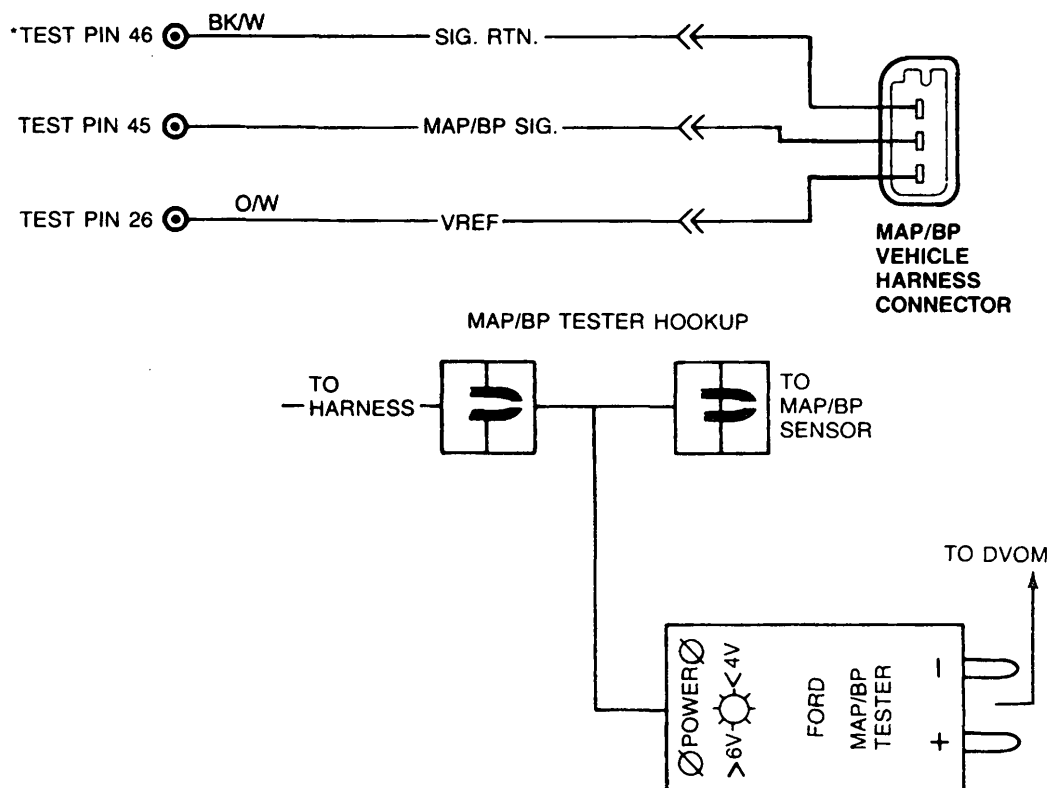 *TEST PIN 46
BK/W
SIG. RTN.
TEST PIN 45
MAP/BP SIG.
TEST PIN 26
O/W
VREF
MAP/BP
VEHICLE
HARNESS
CONNECTOR
MAP/BP TESTER HOOKUP
TO
HARNESS
TO
MAP/BP
SENSOR
TO DVOM
POWER
<4V
>6V
FORD
MAP/BP
TESTER
-
+